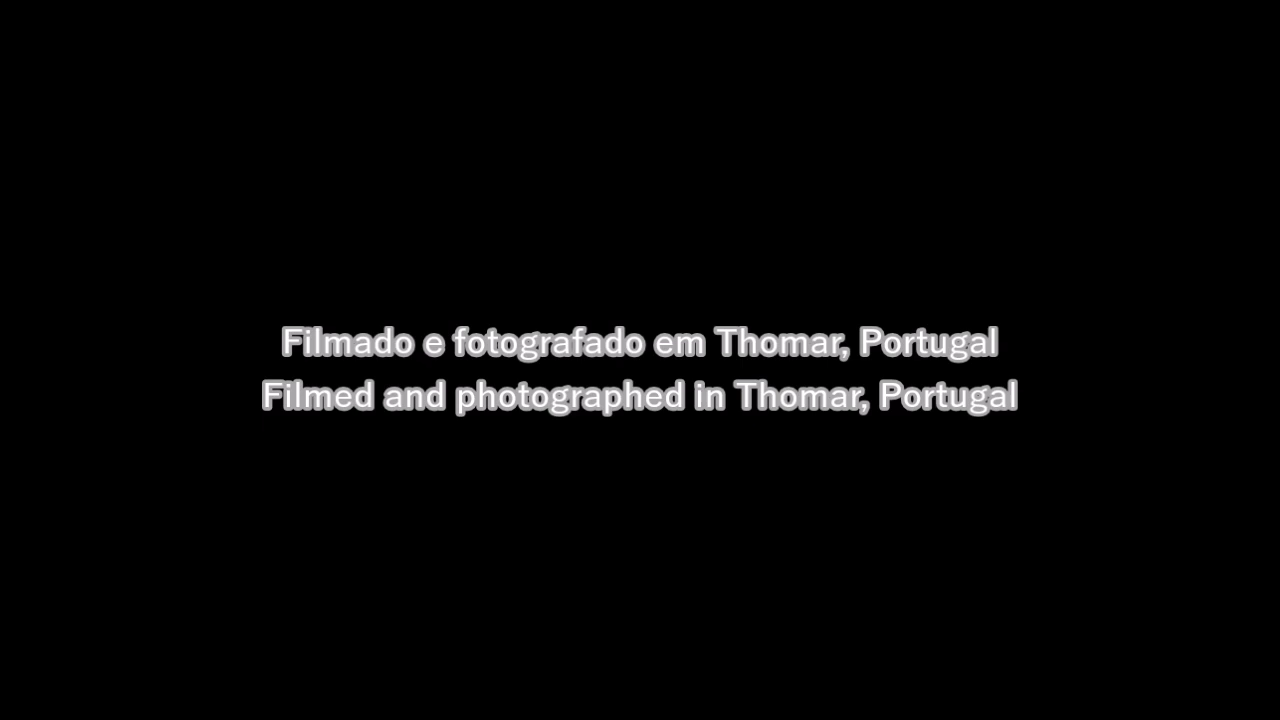 Filmado e fotografado em Thomar, Portugal
Filmed and photographed in Thomar, Portugal